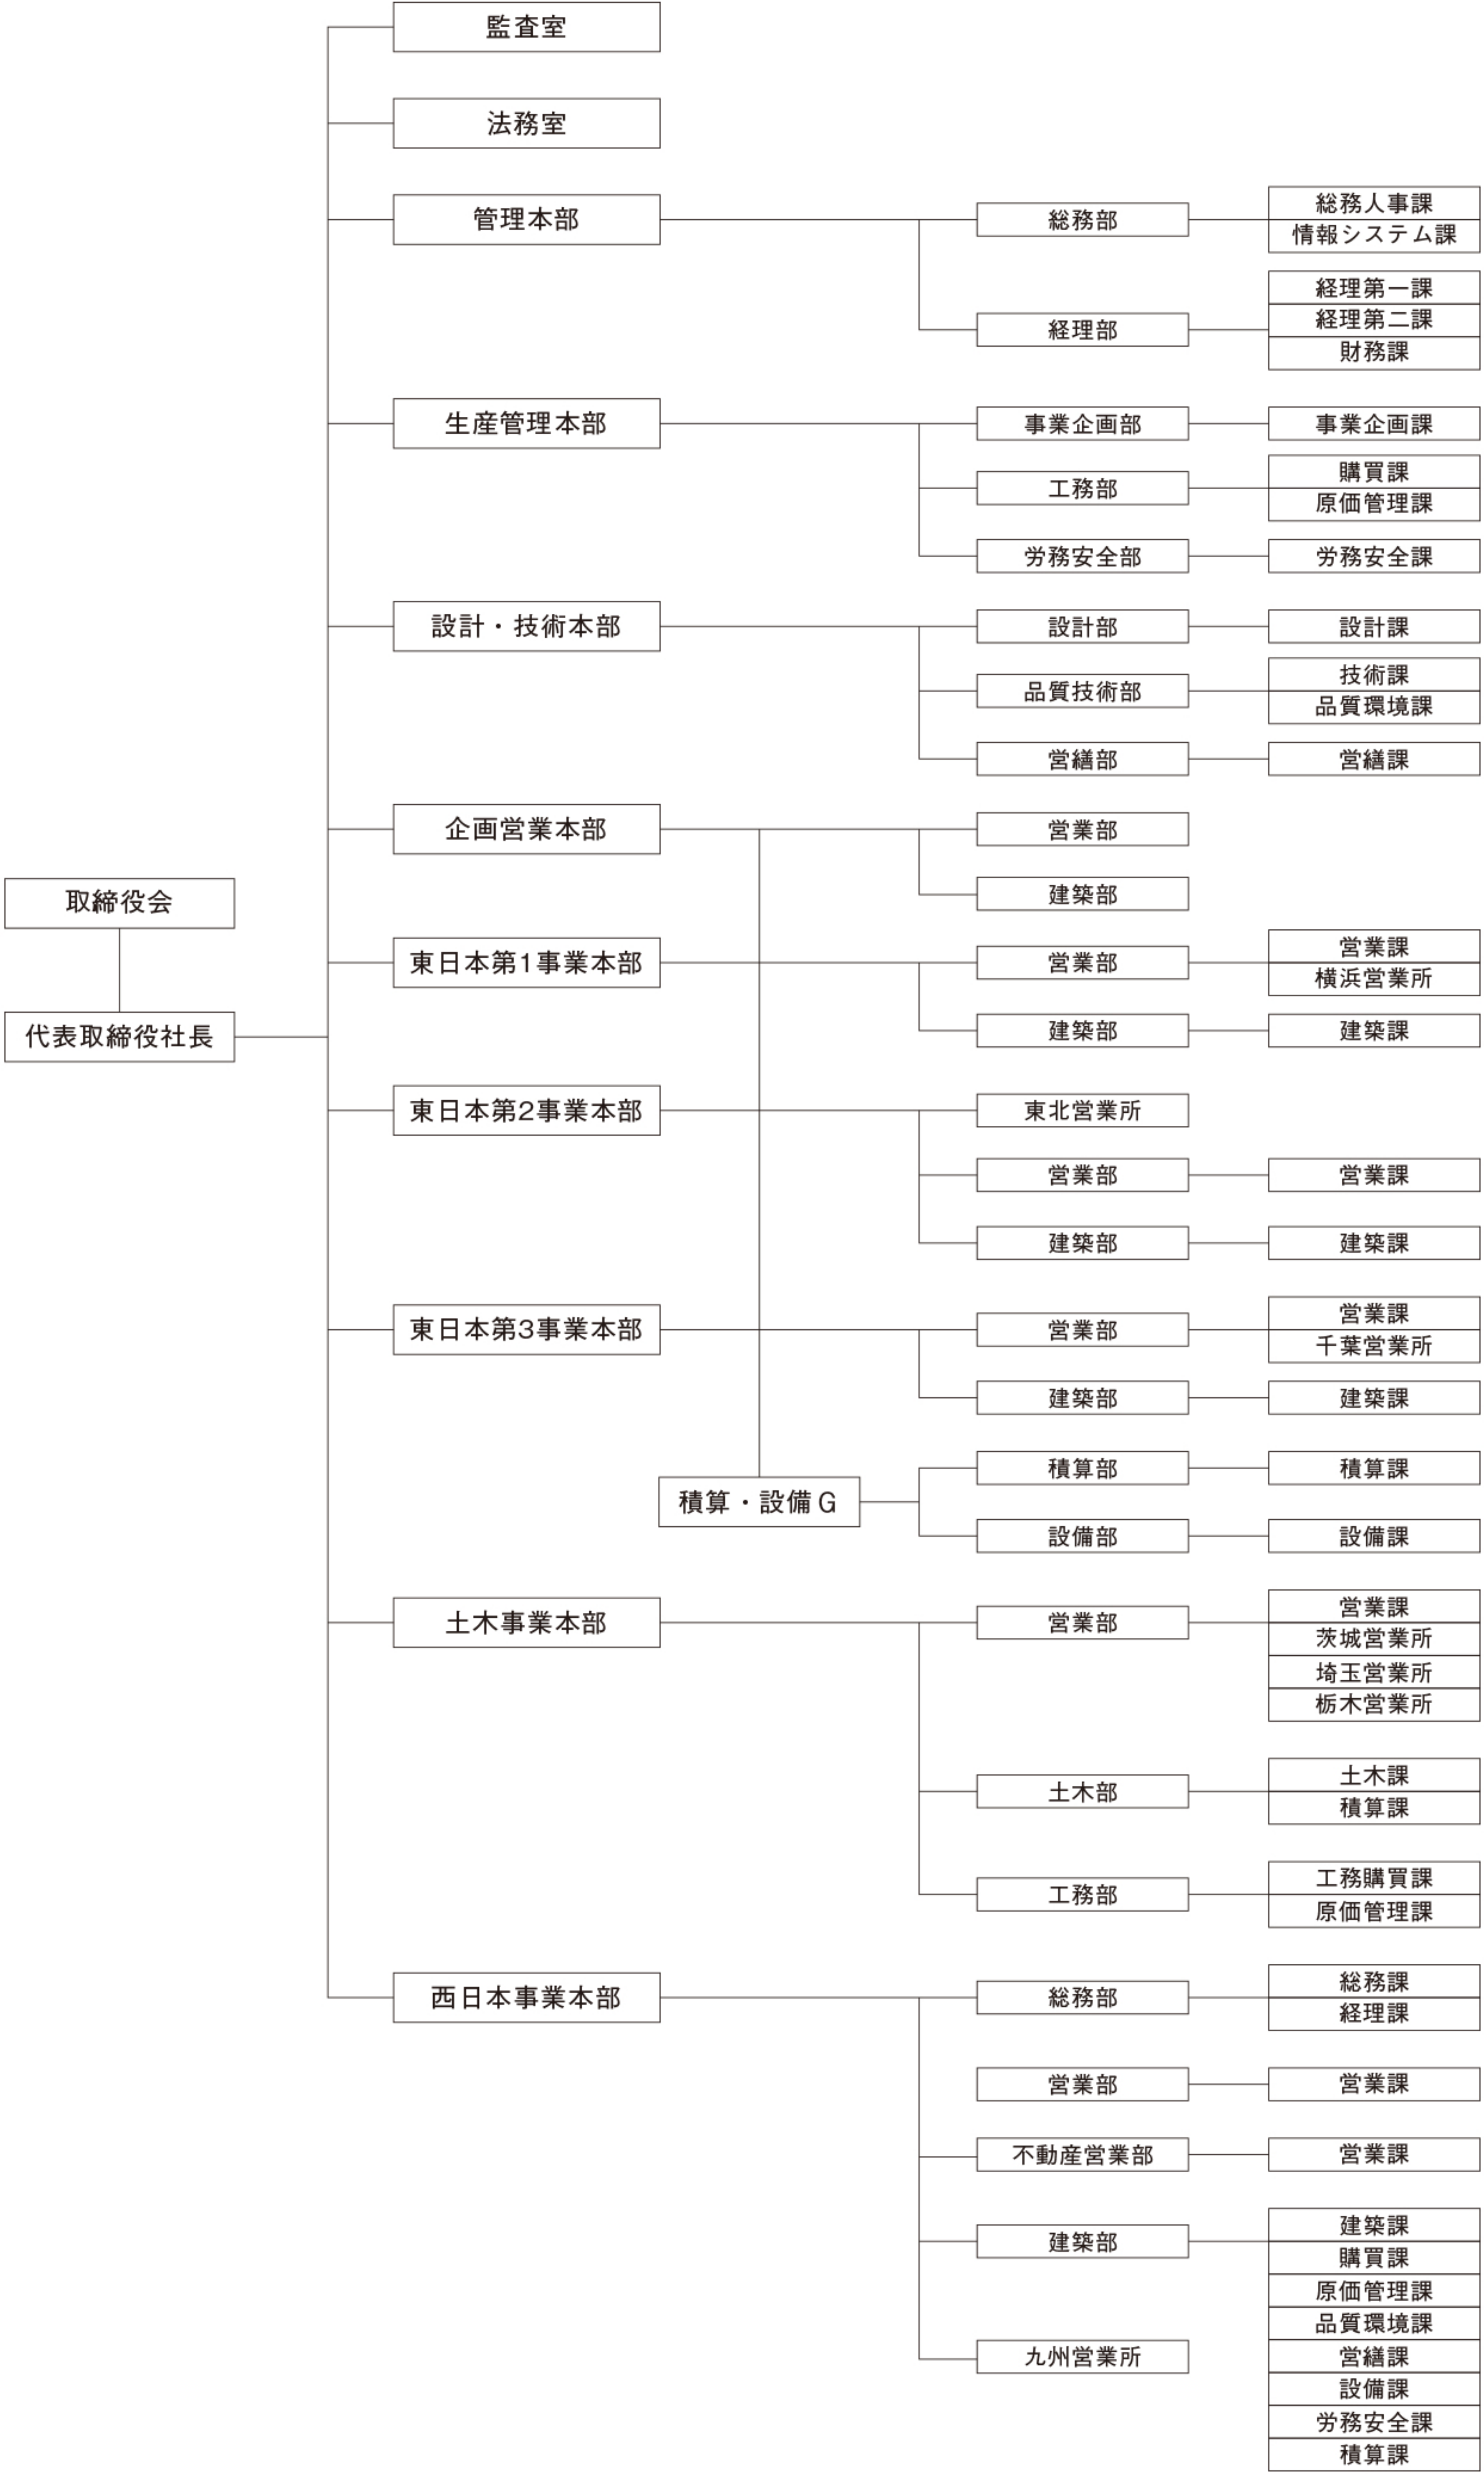 監査室
法務室
管理本部
総務部
総務人事課
情報システム課
経理部
経理第一課
経理第二課
財務課
生産管理本部
事業企画部
事業企画課
工務部
購買課
原価管理課
労務安全部
労務安全課
設計・技術本部
設計部
設計課
品質技術部
技術課
品質環境課
営繕部
営繕課
企画営業本部
営業部
建築部
取締役会
代表取締役社長
東日本第1事業本部
営業部
営業課
横浜営業所
建築部
建築課
東日本第2事業本部
東北営業所
営業部
営業課
建築部
建築課
東日本第3事業本部
営業部
営業課
千葉営業所
建築部
建築課
積算・設備G
積算部
積算課
設備部
設備課
土木事業本部
営業部
営業課
茨城営業所
埼玉営業所
栃木営業所
土木部
土木課
積算課
工務部
工務購買課
原価管理課
西日本事業本部
総務部
総務課
経理課
営業部
営業課
不動産営業部
営業課
建築部
建築課
購買課
原価管理課
品質環境課
営繕課
設備課
労務安全課
積算課
九州営業所